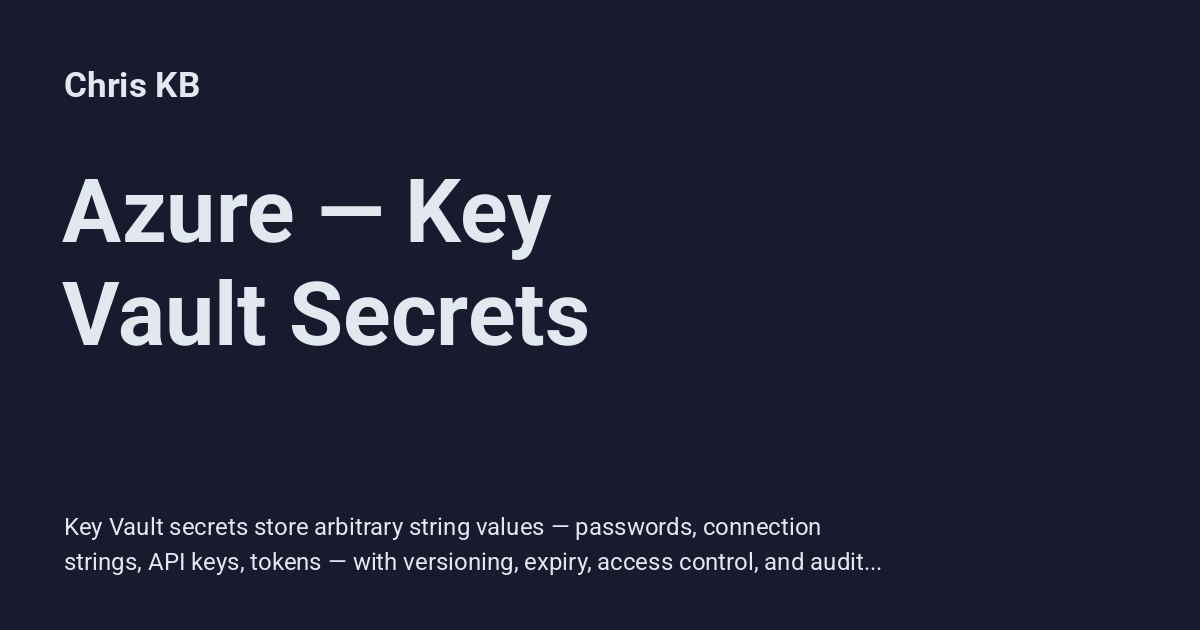 Chris KB
Azure — Key
Vault Secrets
Key Vault secrets store arbitrary string values — passwords, connection
strings, API keys, tokens — with versioning, expiry, access control, and audit...